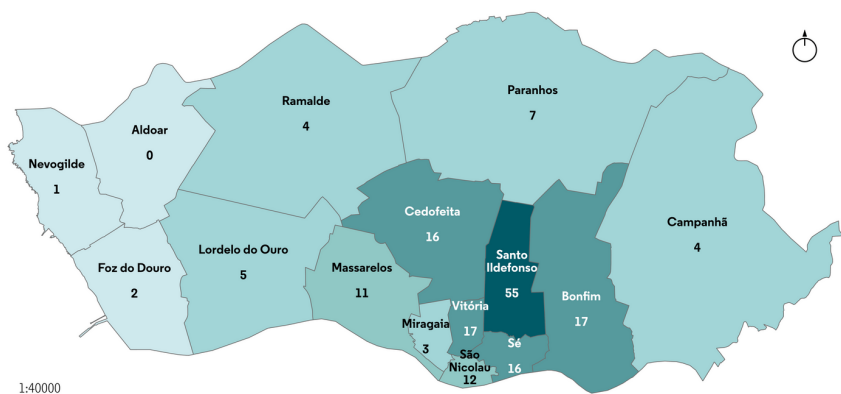 Paranhos
7
Ramalde
4
Aldoar
0
Nevogilde
1
Cedofeita
16
Campanhã
4
Lordelo do Ouro
5
Santo
Ildefonso
55
Foz do Douro
2
Massarelos
11
Bonfim
17
Vitória
17
Miragaia
3
Sé
16
São
Nicolau
12
1:40000